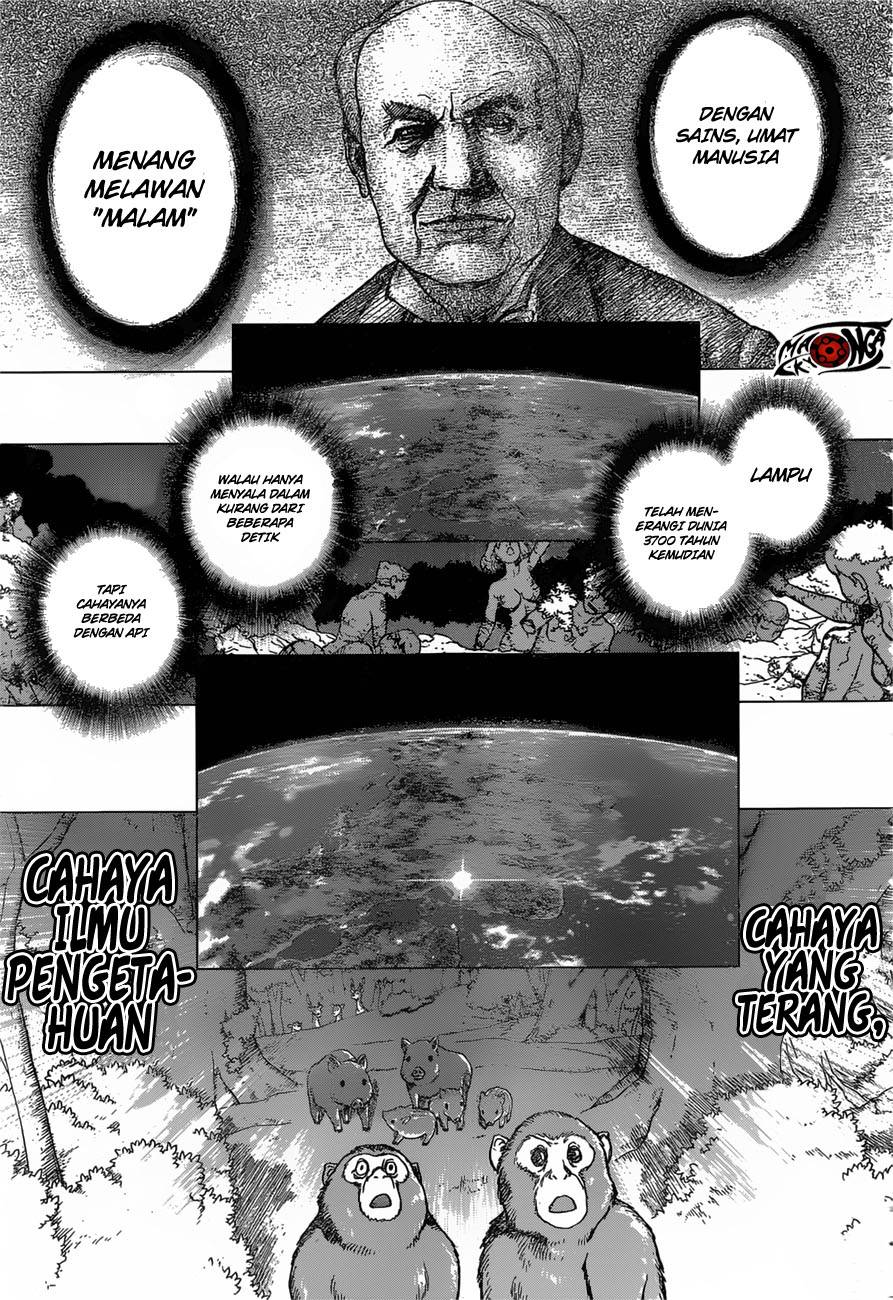 DENGAN
SAINS, UMAT
MANUSIA
MENANG
MELAWAN
"MALAM"
MANGAKYO
LAMPU
TELAH MEN-
ERANGI DUNIA
3700 TAHUN
KEMUDIAN
WALAU HANYA
MENYALA DALAM
KURANG DARI
BEBERAPA
DETIK
TAPI
CAHAYANYA
BERBEDA
DENGAN API
CAHAYA
YANG
TERANG,
CAHAYA
ILMU
PENGETA-
HUAN